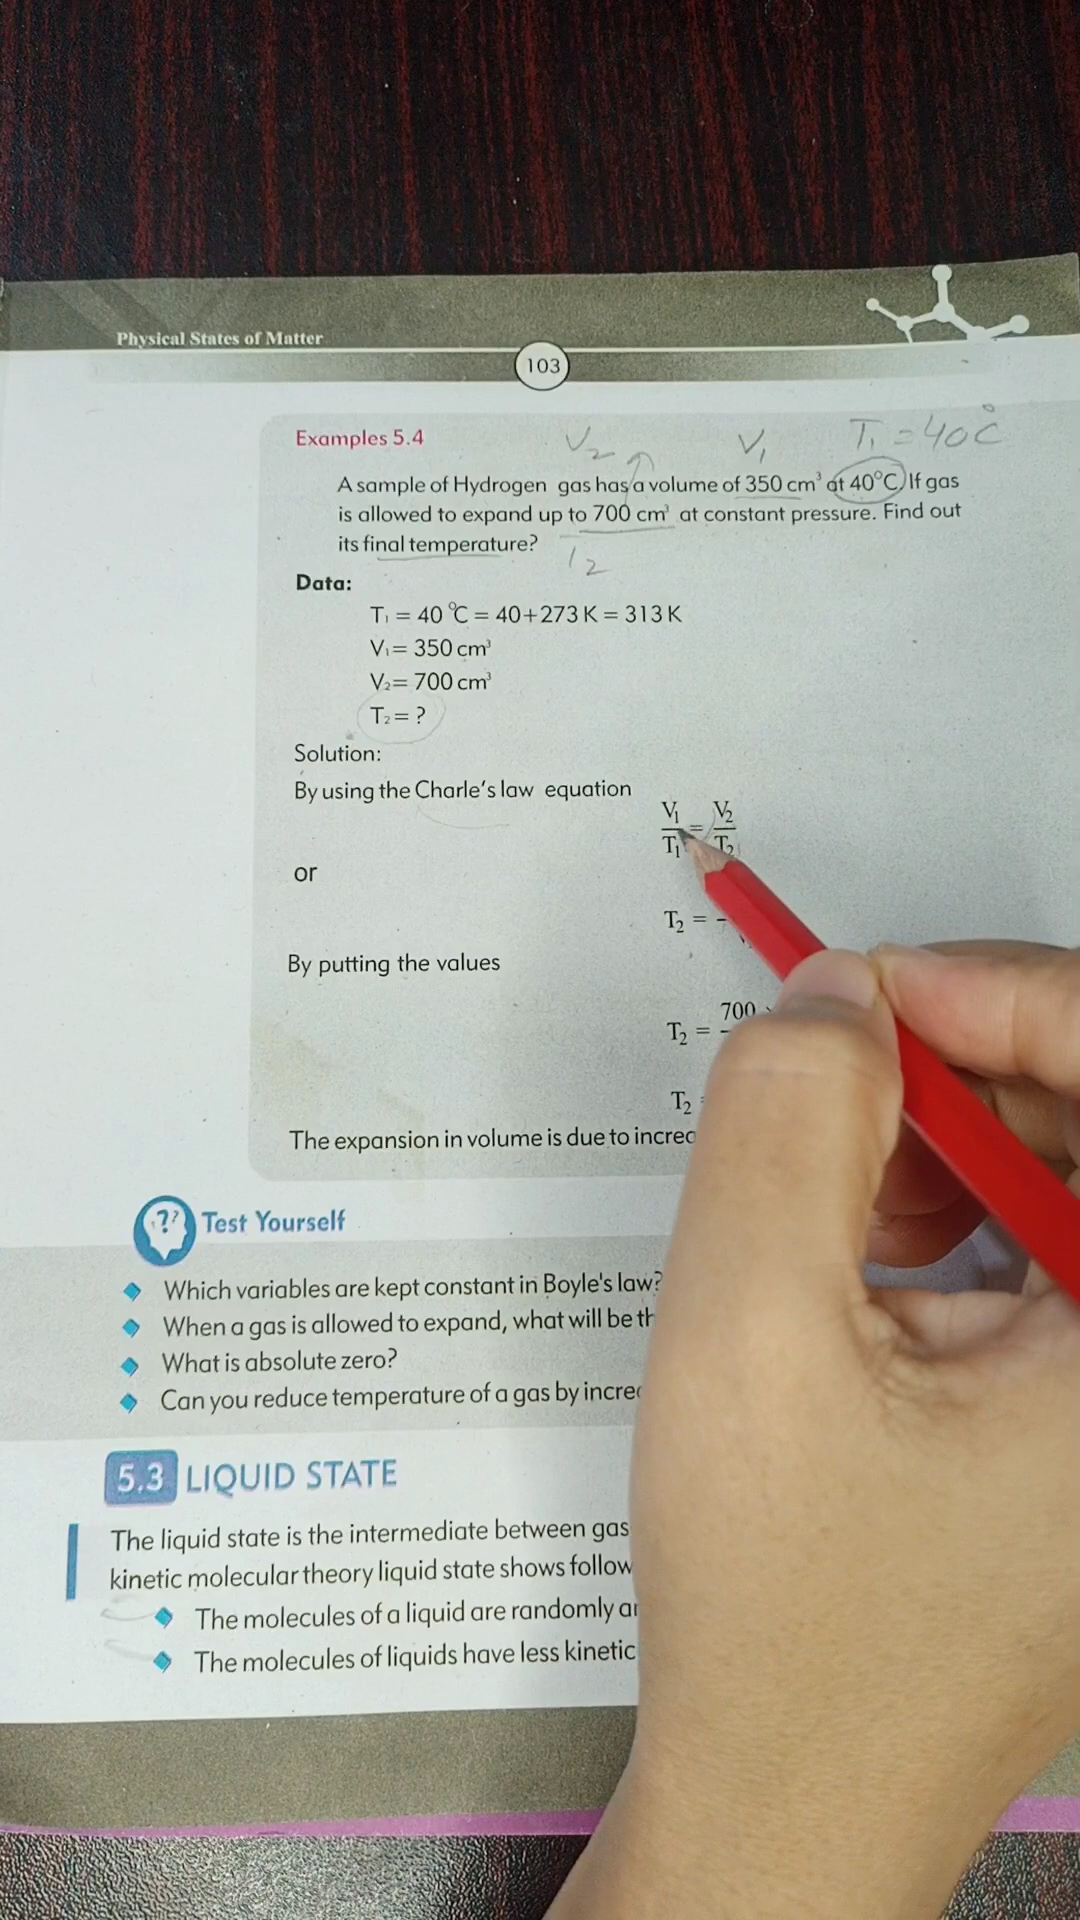 Physical States of Matter
103
Examples 5.4
V₂ V₁ T₁ = 40°C
A sample of Hydrogen gas has a volume of 350 cm³ at 40°C. If gas
is allowed to expand up to 700 cm³ at constant pressure. Find out
its final temperature?
T₂
Data:
T₁ = 40 °C = 40+273 K = 313 K
V₁= 350 cm³
V₂= 700 cm³
T₂= ?
Solution:
By using the Charle's law equation
V₁/T₁ = V₂/T₂
or
T₂ =
By putting the values
T₂ = 700
T₂
The expansion in volume is due to
Test Yourself
Which variables are kept constant in Boyle's law?
When a gas is allowed to expand, what will be
What is absolute zero?
Can you reduce temperature of a gas by
5.3 LIQUID STATE
The liquid state is the intermediate between gas
kinetic molecular theory liquid state shows follow
The molecules of a liquid are randomly
The molecules of liquids have less kinetic